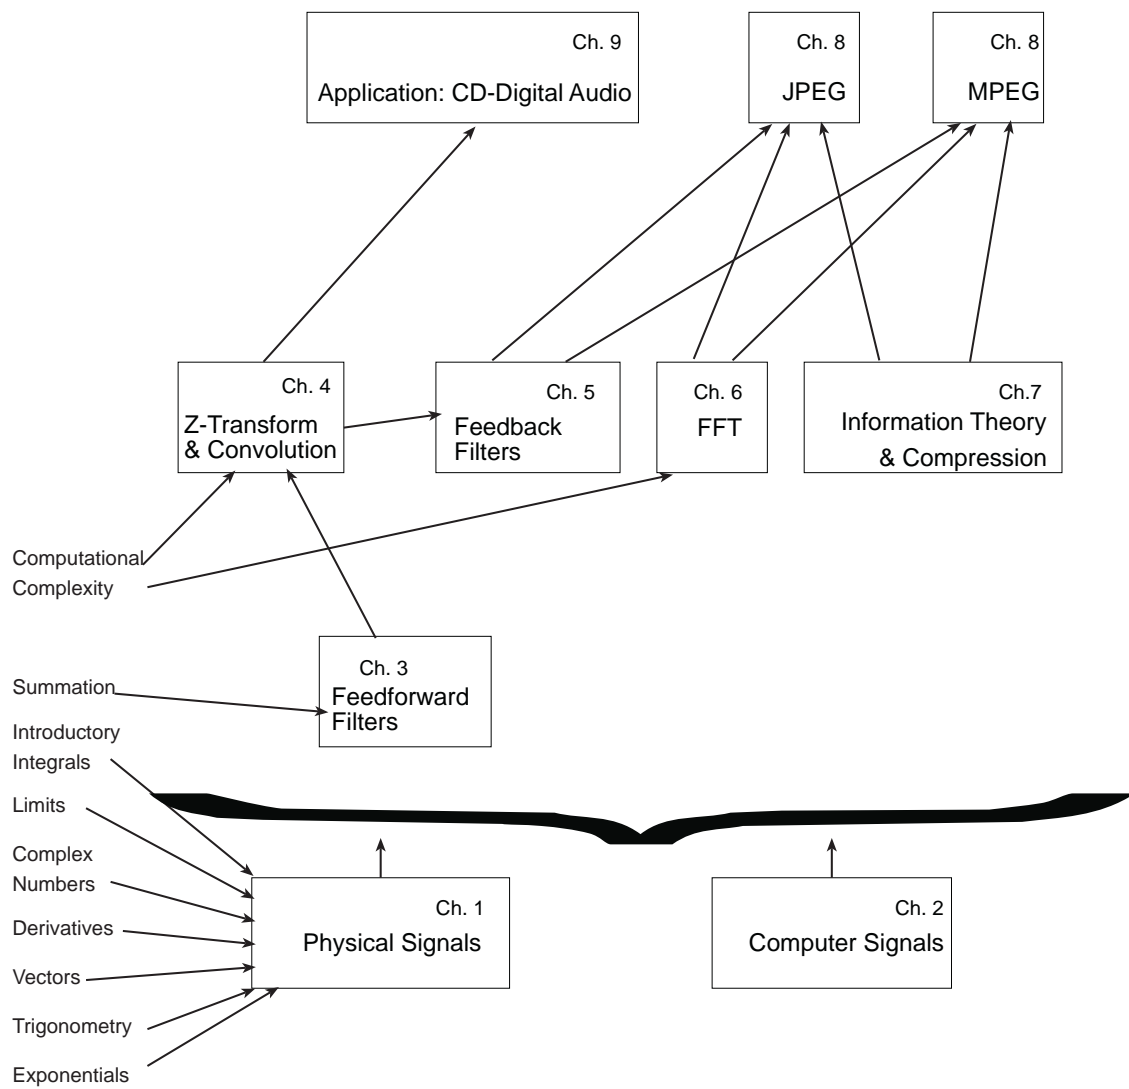 Ch. 9
Application: CD-Digital Audio
Ch. 8
JPEG
Ch. 8
MPEG
Ch. 4
Z-Transform
& Convolution
Ch. 5
Feedback
Filters
Ch. 6
FFT
Ch.7
Information Theory
& Compression
Computational
Complexity
Ch. 3
Feedforward
Filters
Summation
Introductory
Integrals
Limits
Complex
Numbers
Derivatives
Vectors
Trigonometry
Exponentials
Ch. 1
Physical Signals
Ch. 2
Computer Signals